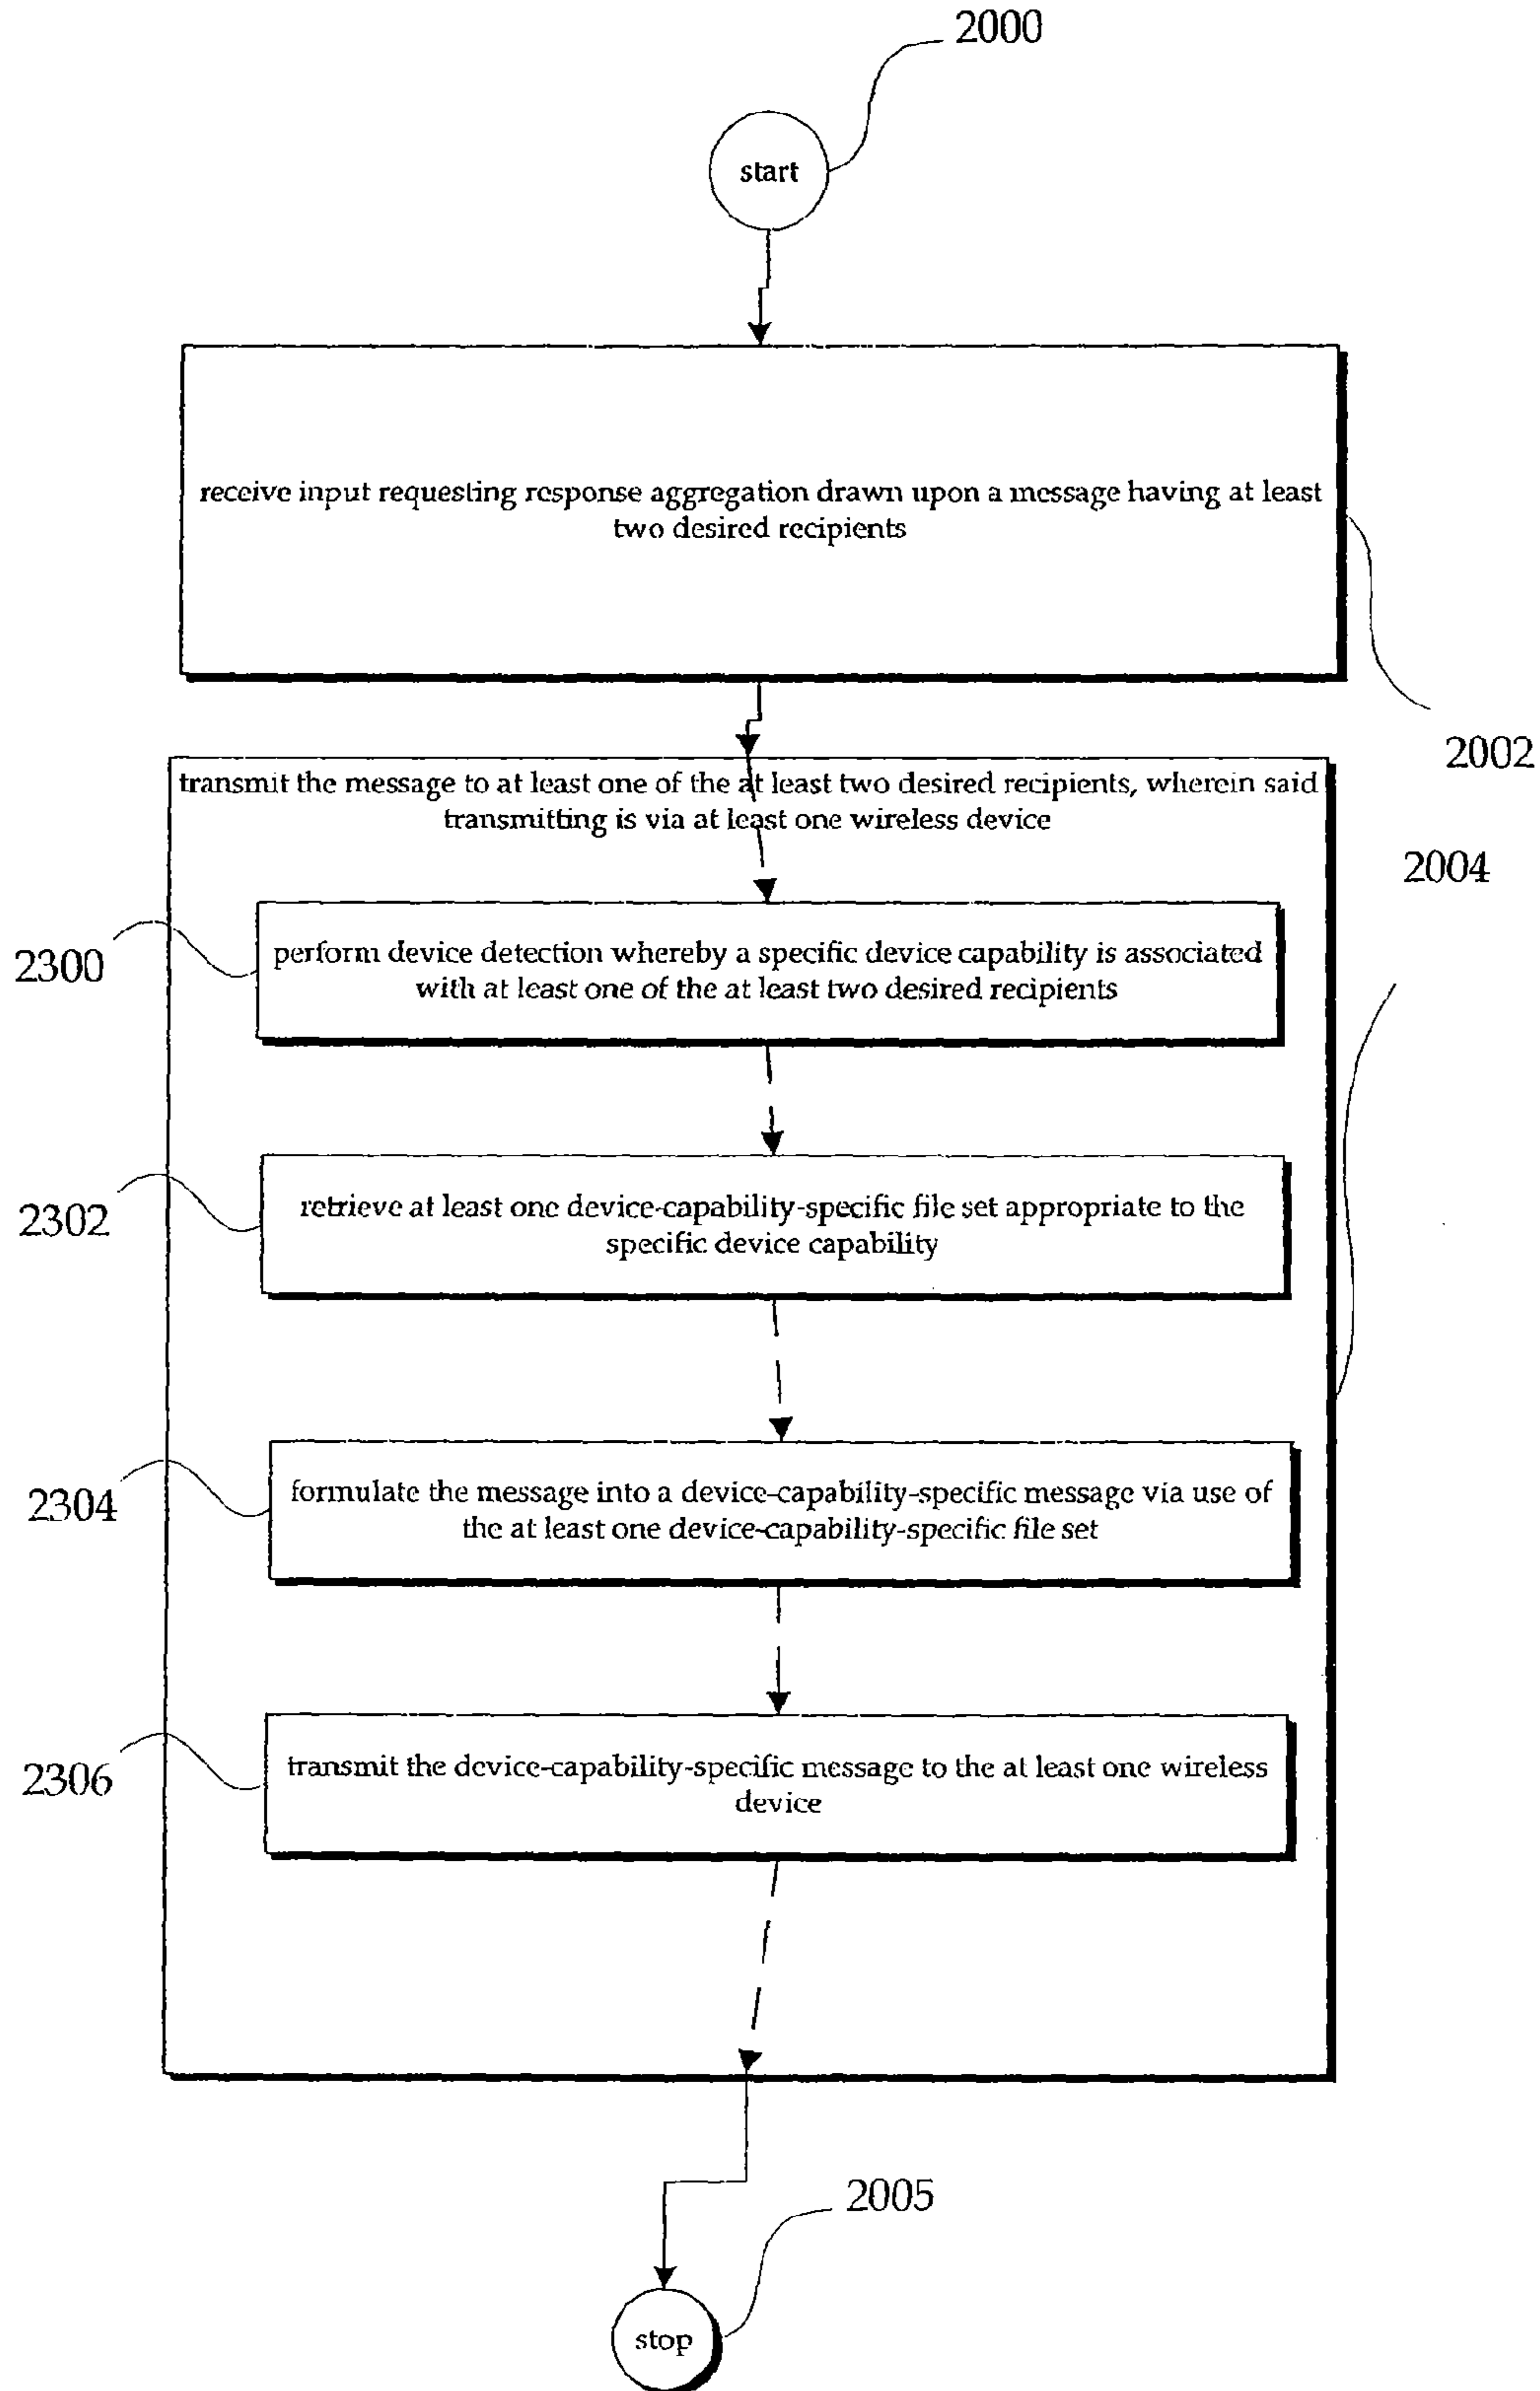 2000
start
receive input requesting response aggregation drawn upon a message having at least
two desired recipients
2002
transmit the message to at least one of the at least two desired recipients, wherein said
transmitting is via at least one wireless device
2004
2300
perform device detection whereby a specific device capability is associated
with at least one of the at least two desired recipients
2302
retrieve at least one device-capability-specific file set appropriate to the
specific device capability
2304
formulate the message into a device-capability-specific message via use of
the at least one device-capability-specific file set
2306
transmit the device-capability-specific message to the at least one wireless
device
2005
stop